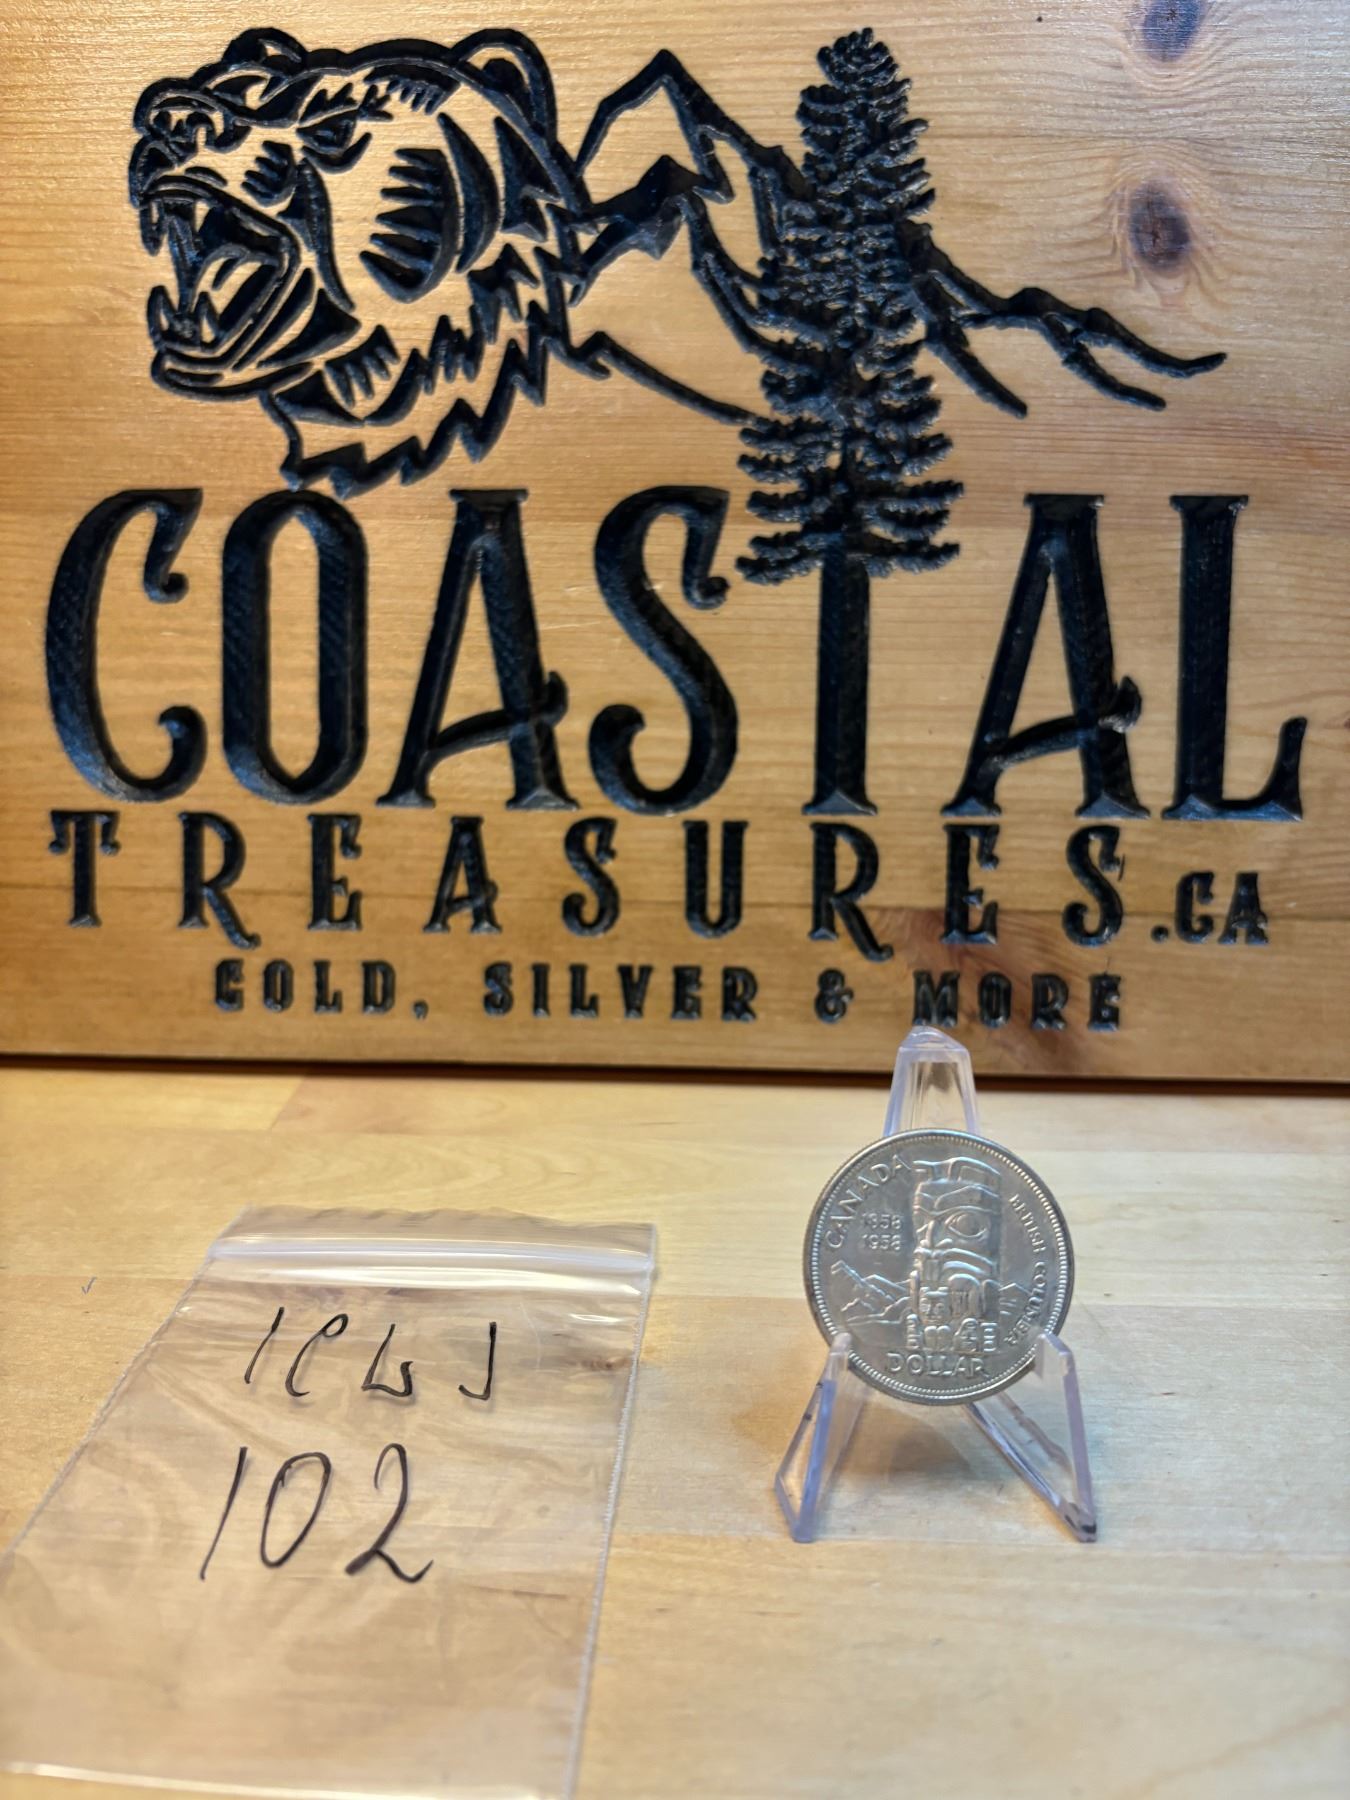 COASTAL
TREASURES.CA
GOLD, SILVER & MORE
CANADA
1858
1958
BRITISH COLUMBIA
DOLLAR
102